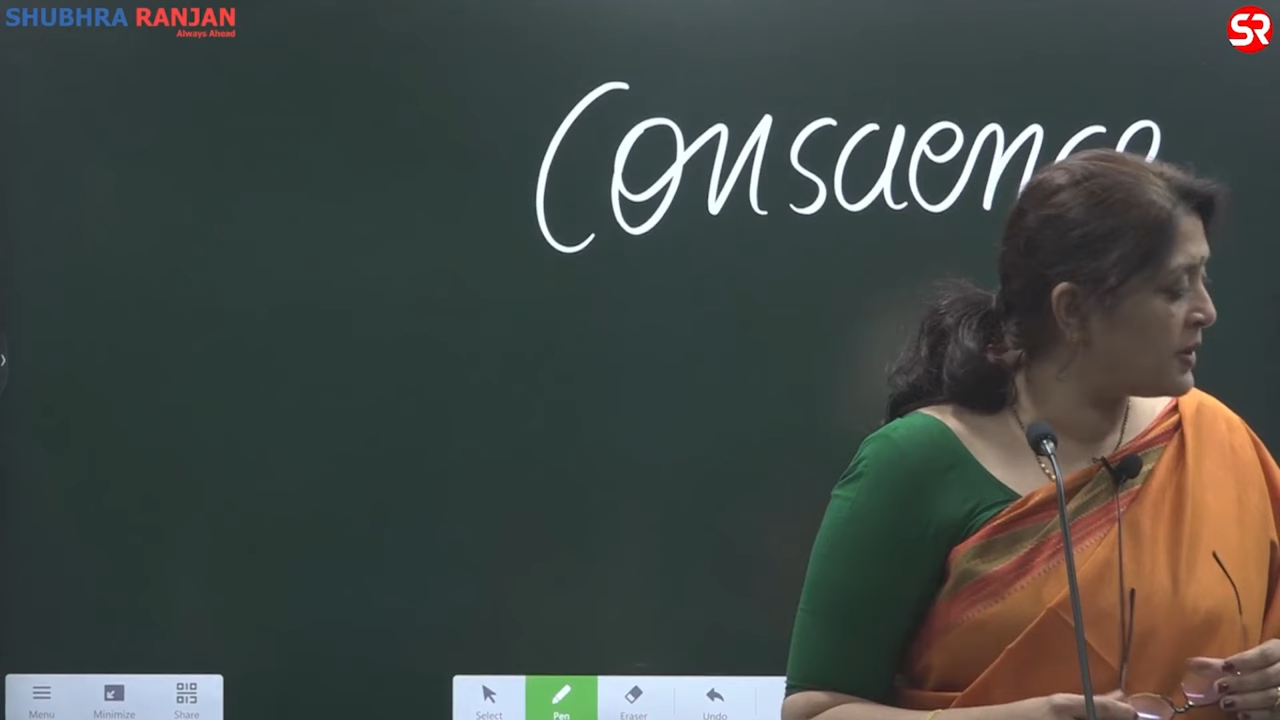 SHUBHRA RANJAN
Always Ahead
SR
Conscience
Menu
Minimize
Share
Select
Pen
Eraser
Undo